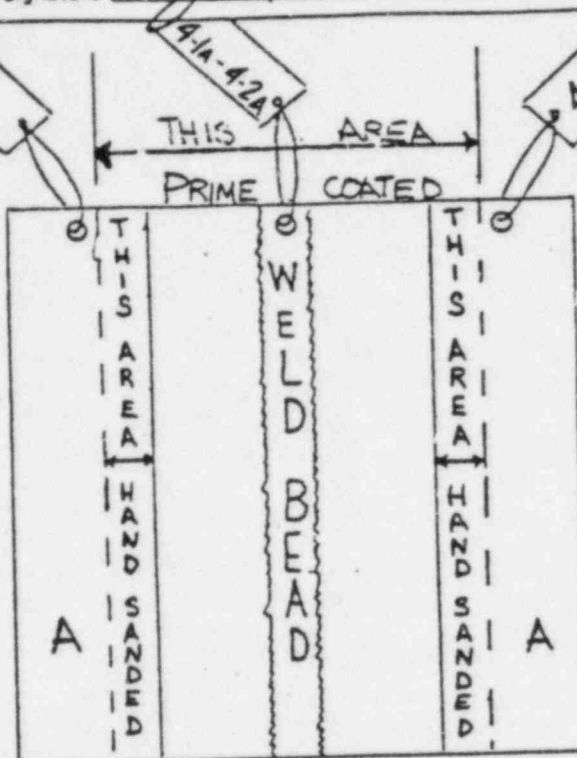 4-1A-4-2A
THIS AREA
PRIME COATED
THIS AREA HAND SANDED
WELD BEAD
THIS AREA HAND SANDED
A
A